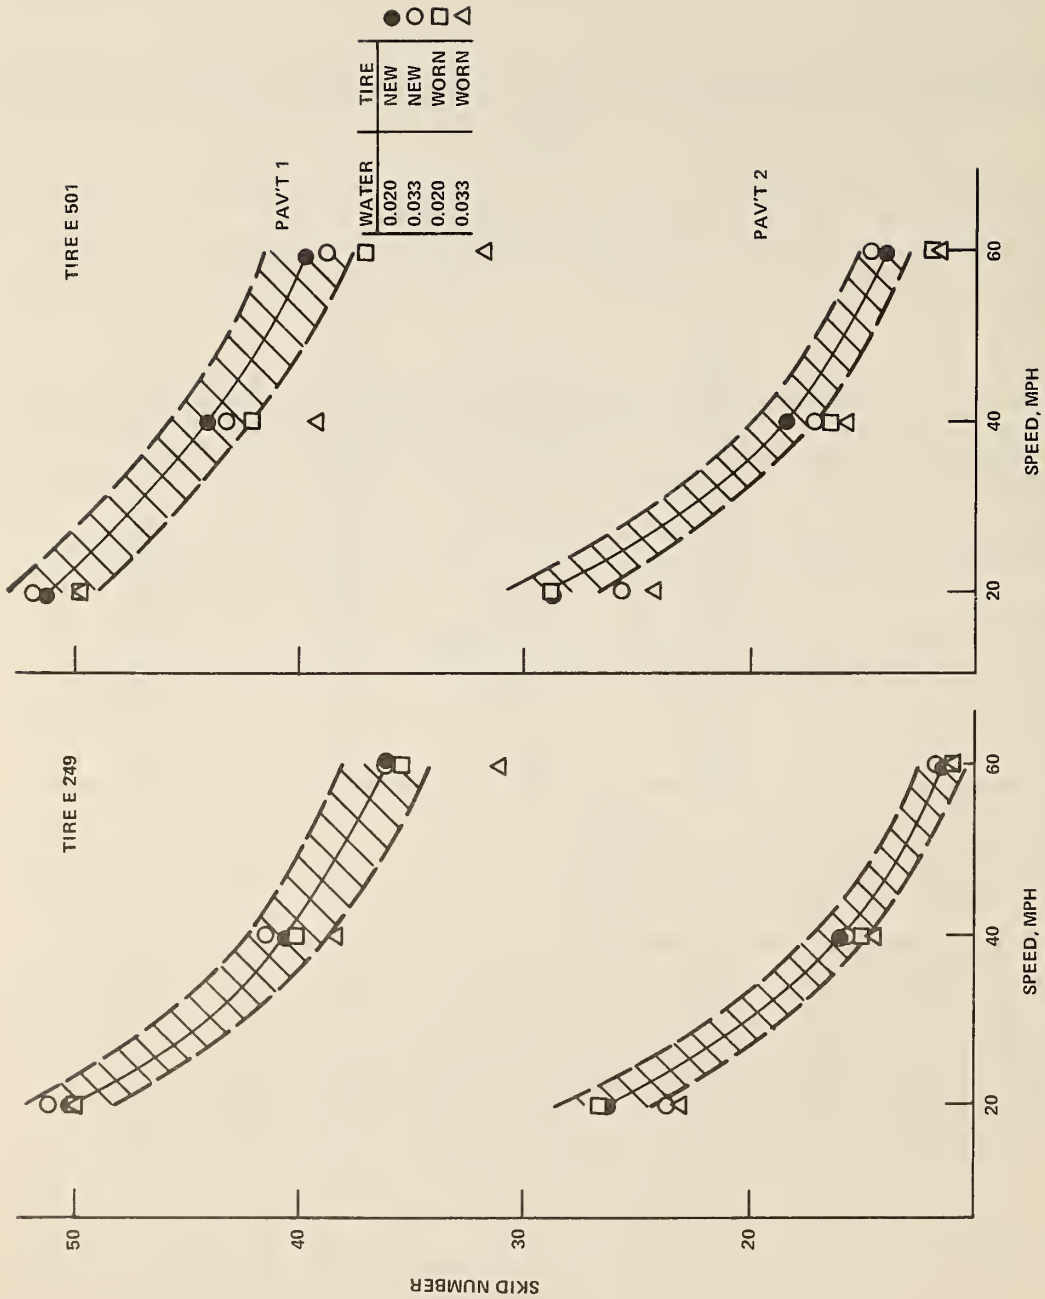 TIRE E 249
TIRE E 501
PAV'T 1
WATER TIRE
0.020 NEW
0.033 NEW
0.020 WORN
0.033 WORN
PAV'T 2
50
40
30
20
SKID NUMBER
20 40 60
SPEED, MPH
20 40 60
SPEED, MPH